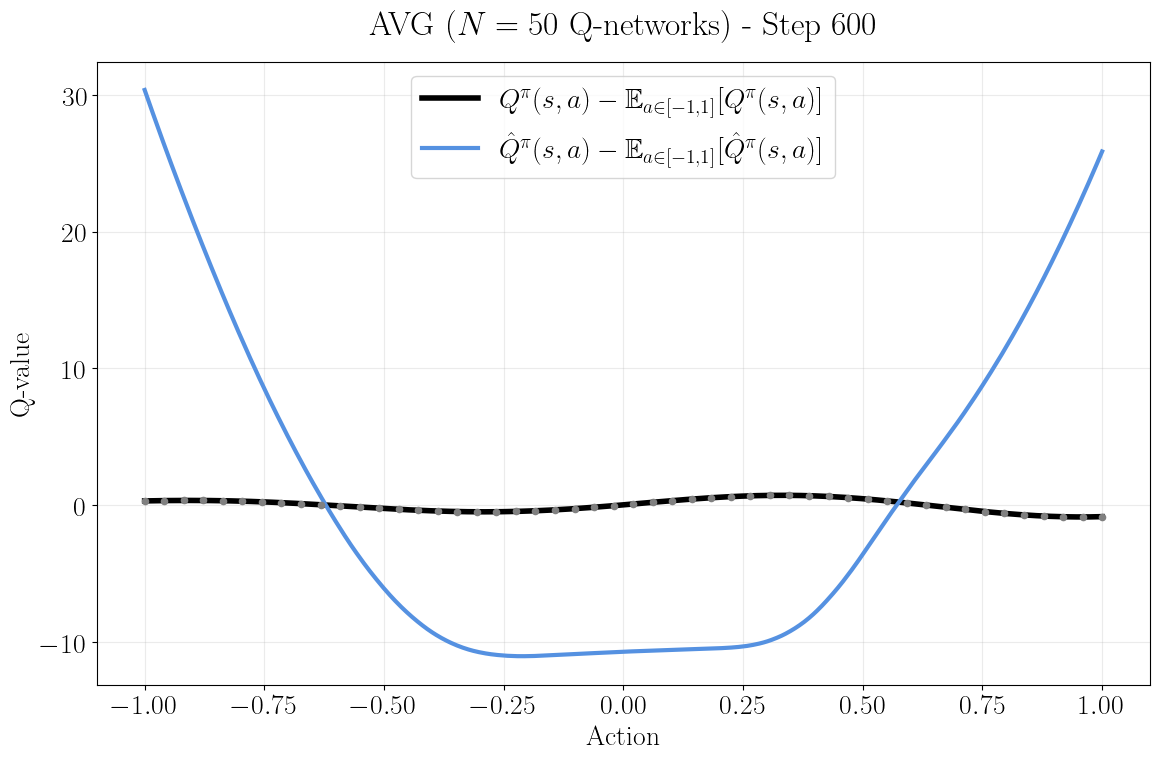 AVG (N = 50 Q-networks) - Step 600
Q^π(s, a) − 𝔼_{a∈[−1,1]}[Q^π(s, a)]
Q̂^π(s, a) − 𝔼_{a∈[−1,1]}[Q̂^π(s, a)]
30
20
10
0
−10
Q-value
−1.00 −0.75 −0.50 −0.25 0.00 0.25 0.50 0.75 1.00
Action